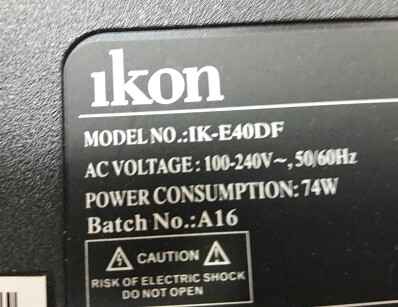 ikon
MODEL NO.:IK-E40DF
AC VOLTAGE: 100-240V~, 50/60Hz
POWER CONSUMPTION: 74W
Batch No.:A16
CAUTION
RISK OF ELECTRIC SHOCK
DO NOT OPEN